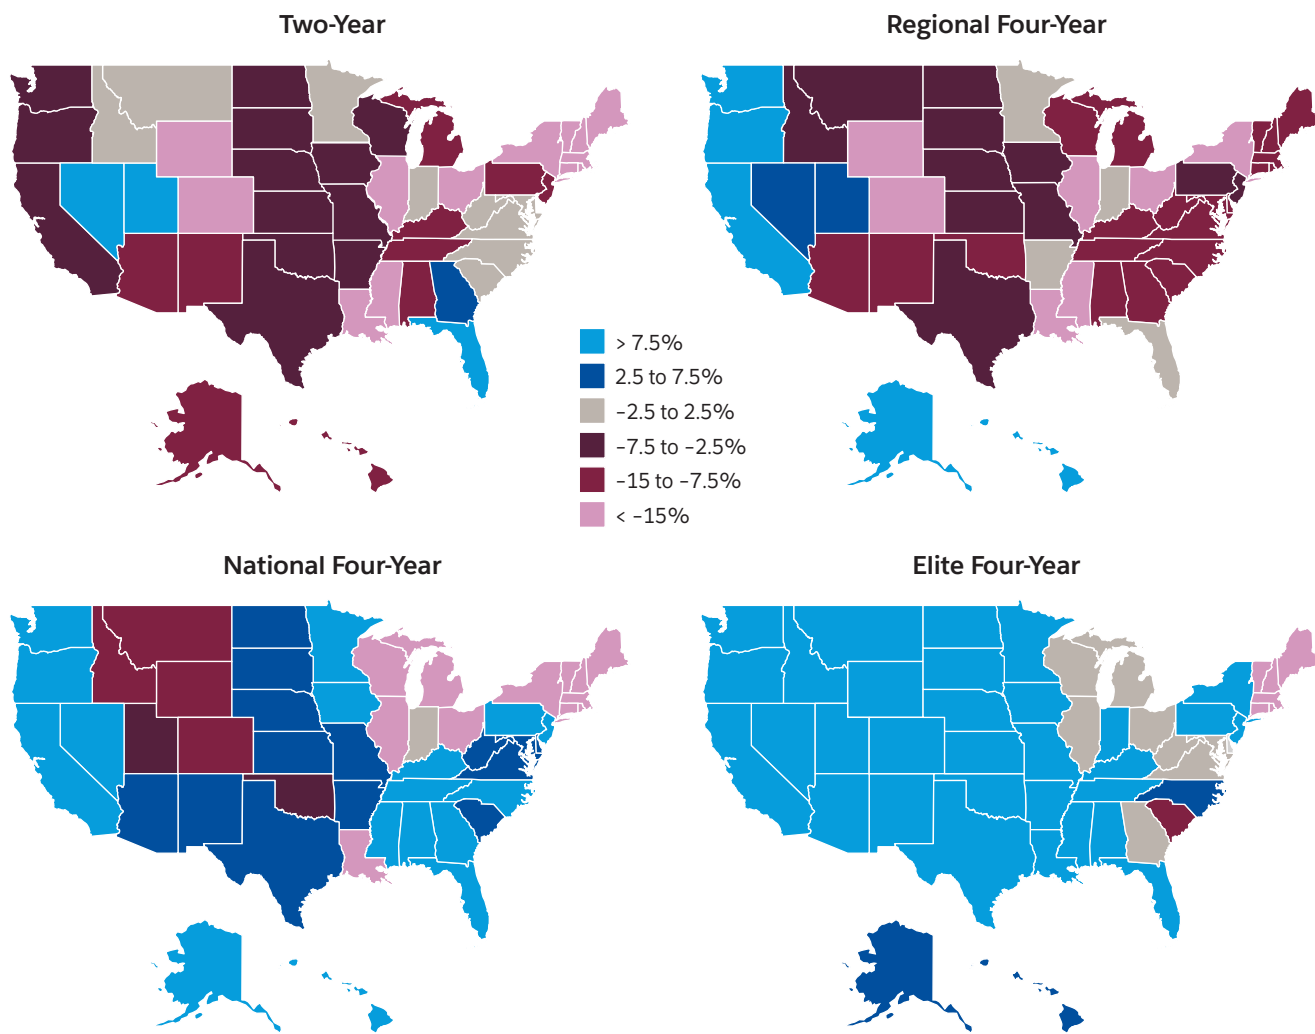 Two-Year
Regional Four-Year
> 7.5%
2.5 to 7.5%
−2.5 to 2.5%
−7.5 to −2.5%
−15 to −7.5%
< −15%
National Four-Year
Elite Four-Year